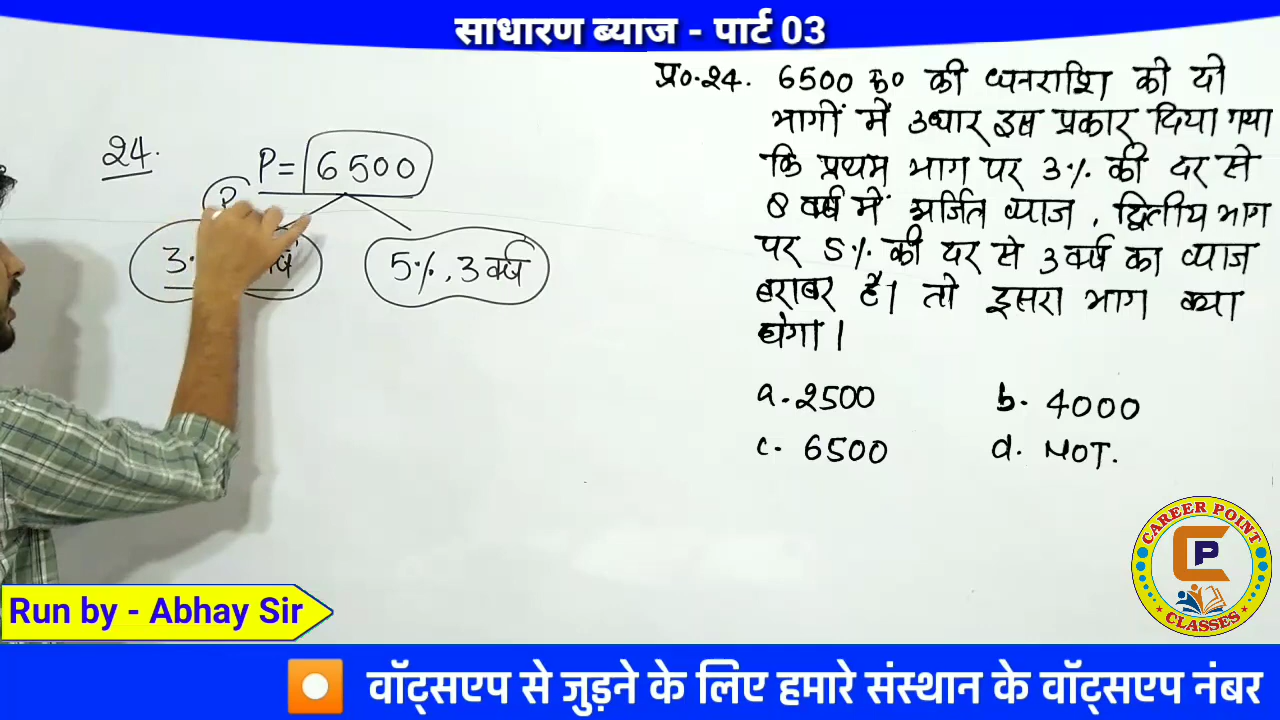 साधारण ब्याज - पार्ट 03
प्र०.24. 6500 रु० की धनराशि को दो
भागों में उधार इस प्रकार दिया गया
कि प्रथम भाग पर 3% की दर से
8 वर्ष में अर्जित ब्याज , द्वितीय भाग
पर 5% की दर से 3 वर्ष का ब्याज
बराबर है। तो दूसरा भाग क्या
होगा।
a. 2500 b. 4000
c. 6500 d. NOT.
24.
P = 6500
P
3
5%, 3 वर्ष
CAREER POINT
CP
CLASSES
Run by - Abhay Sir
वॉट्सएप से जुड़ने के लिए हमारे संस्थान के वॉट्सएप नंबर